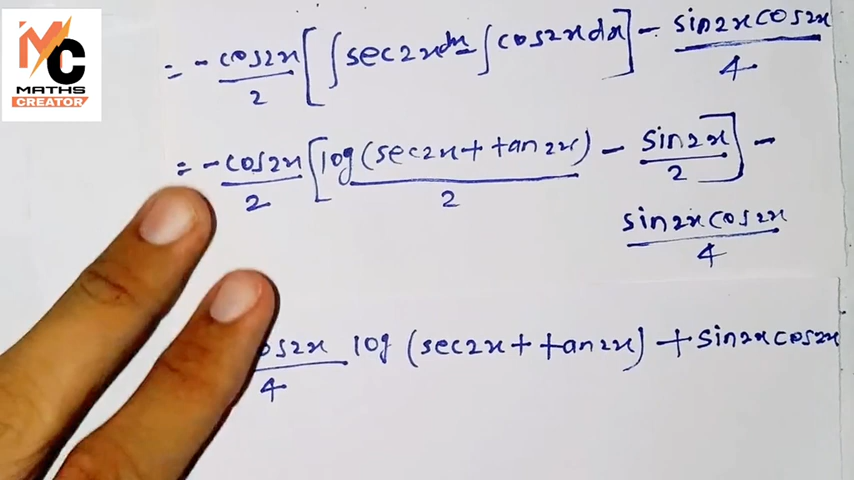 MC
MATHS
CREATOR
= - cos2x/2 [ ∫ sec2x dx - ∫ cos2x dx ] - sin2x cos2x/4
= - cos2x/2 [ log(sec2x + tan2x)/2 - sin2x/2 ] -
sin2x cos2x/4
cos2x/4 log (sec2x + tan2x) + sin2x cos2x